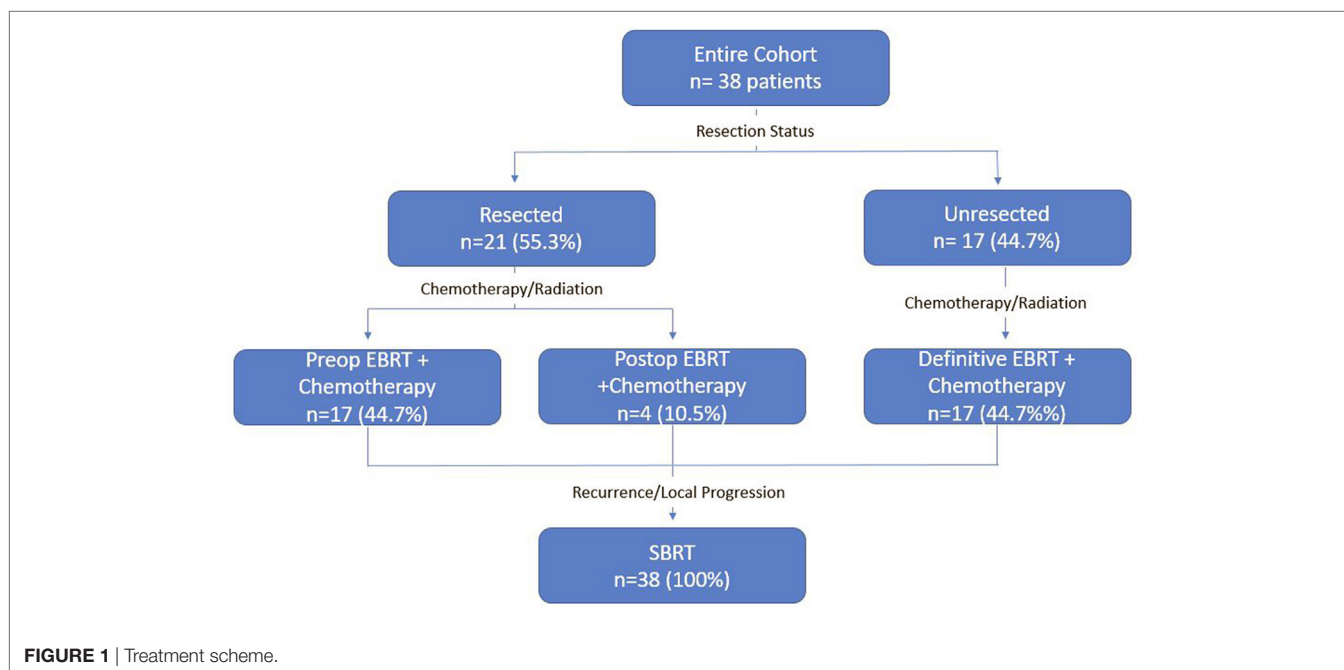 Entire Cohort
n= 38 patients
Resection Status
Resected
n=21 (55.3%)
Unresected
n= 17 (44.7%)
Chemotherapy/Radiation
Chemotherapy/Radiation
Preop EBRT +
Chemotherapy
n=17 (44.7%)
Postop EBRT
+Chemotherapy
n=4 (10.5%)
Definitive EBRT +
Chemotherapy
n=17 (44.7%%)
Recurrence/Local Progression
SBRT
n=38 (100%)
FIGURE 1 | Treatment scheme.